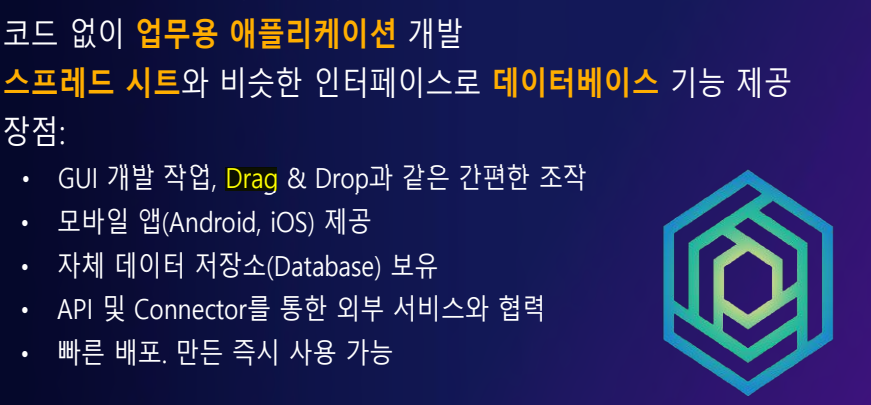 코드 없이 업무용 애플리케이션 개발
스프레드 시트와 비슷한 인터페이스로 데이터베이스 기능 제공
장점:
• GUI 개발 작업, Drag & Drop과 같은 간편한 조작
• 모바일 앱(Android, iOS) 제공
• 자체 데이터 저장소(Database) 보유
• API 및 Connector를 통한 외부 서비스와 협력
• 빠른 배포. 만든 즉시 사용 가능